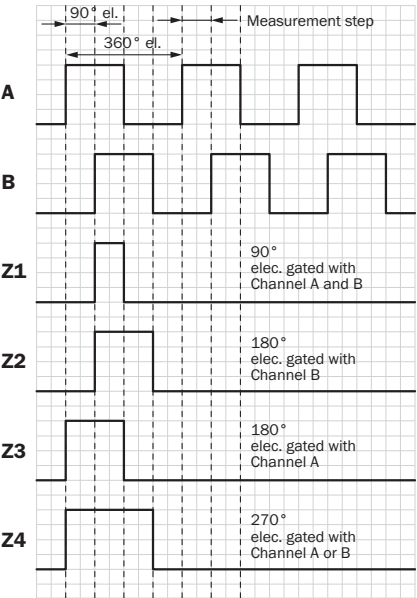 90° el.
Measurement step
360° el.
A
B
Z1
90°
elec. gated with
Channel A and B
Z2
180°
elec. gated with
Channel B
Z3
180°
elec. gated with
Channel A
Z4
270°
elec. gated with
Channel A or B